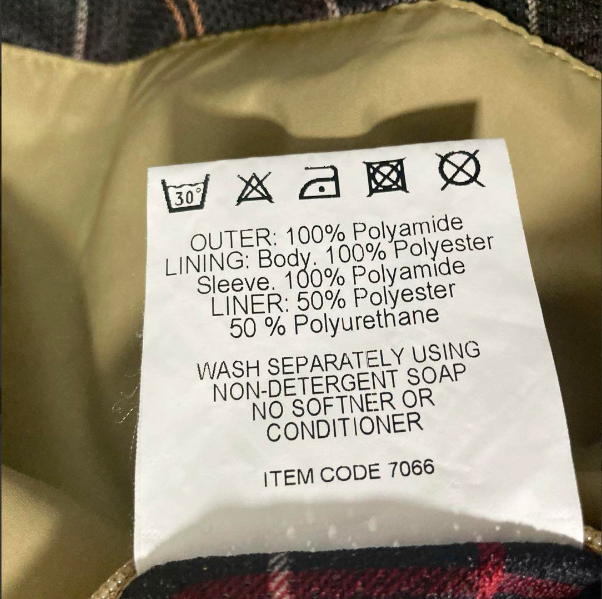 30°
OUTER: 100% Polyamide
LINING: Body. 100% Polyester
Sleeve. 100% Polyamide
LINER: 50% Polyester
50 % Polyurethane
WASH SEPARATELY USING
NON-DETERGENT SOAP
NO SOFTNER OR
CONDITIONER
ITEM CODE 7066